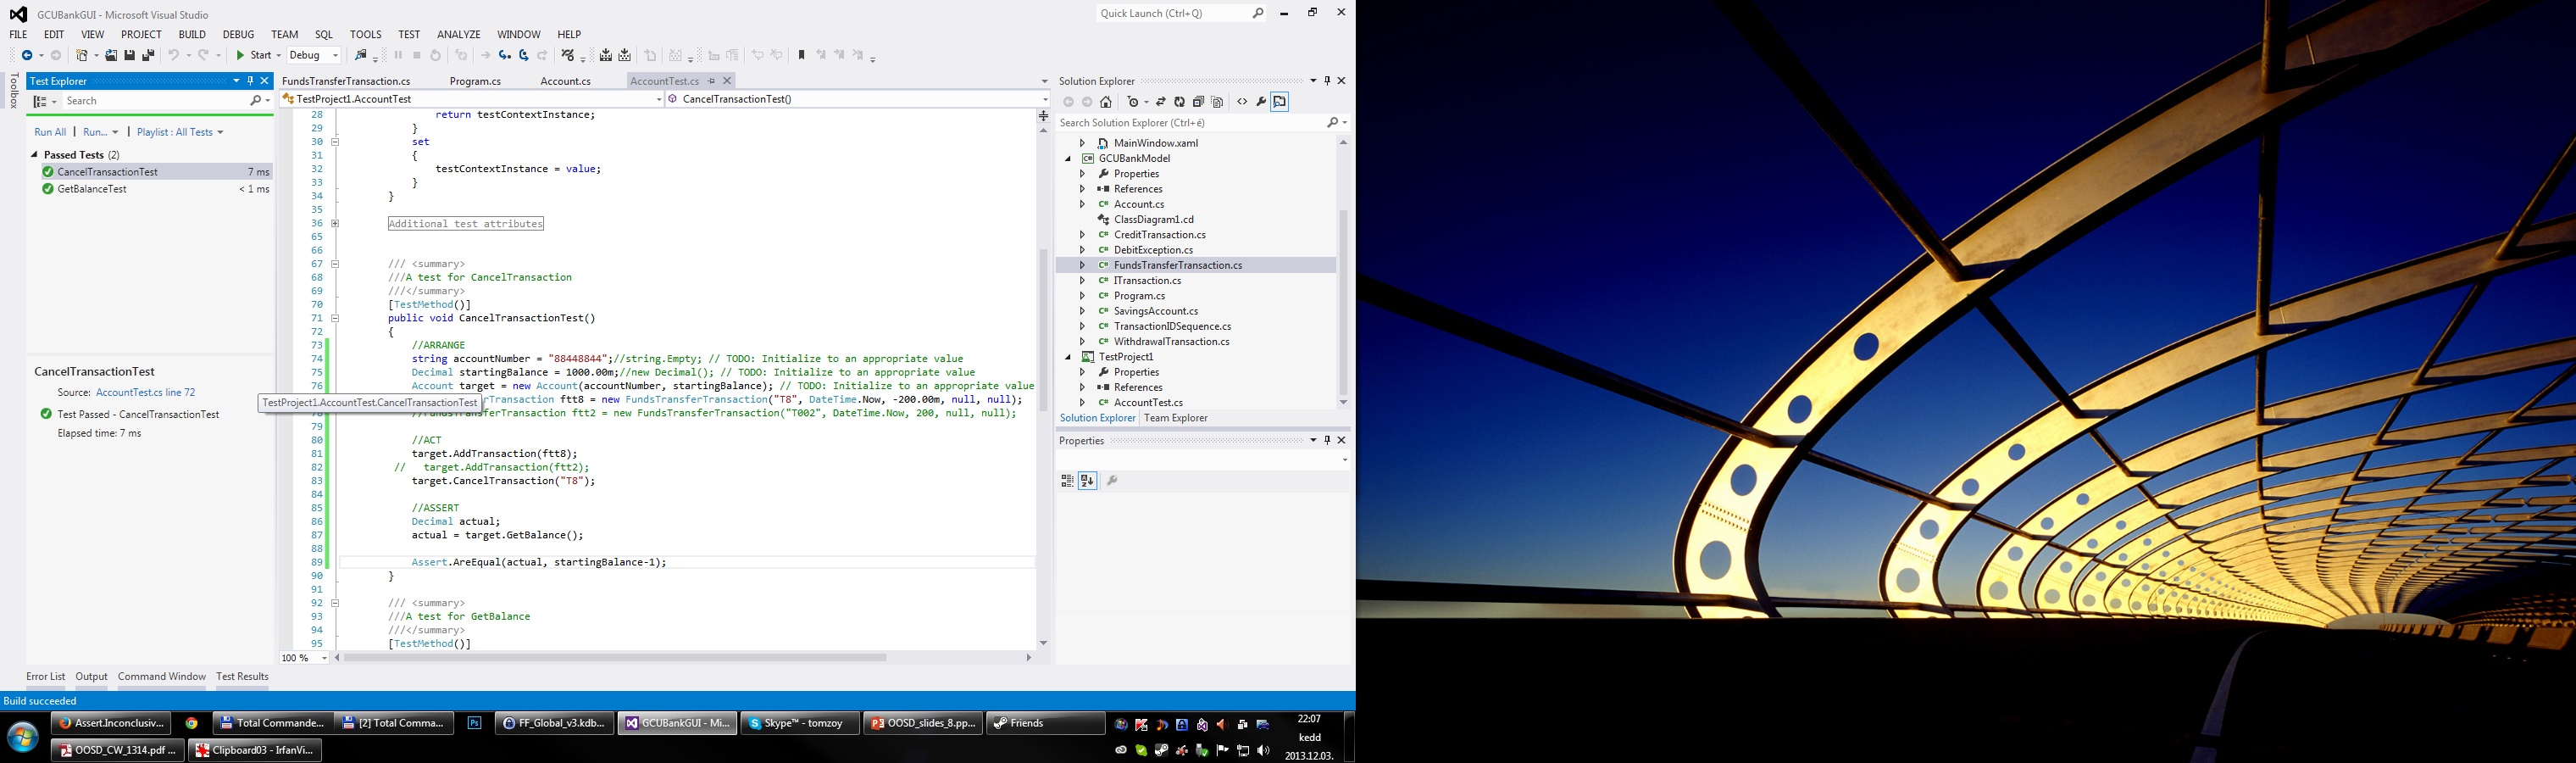 GCUBankGUI - Microsoft Visual Studio
Quick Launch (Ctrl+Q)
FILE EDIT VIEW PROJECT BUILD DEBUG TEAM SQL TOOLS TEST ANALYZE WINDOW HELP
Start Debug
Toolbox
Test Explorer
Search
Run All | Run... | Playlist : All Tests
Passed Tests (2)
CancelTransactionTest 7 ms
GetBalanceTest < 1 ms
CancelTransactionTest
Source: AccountTest.cs line 72
Test Passed - CancelTransactionTest
Elapsed time: 7 ms
FundsTransferTransaction.cs Program.cs Account.cs AccountTest.cs
TestProject1.AccountTest CancelTransactionTest()
28 return testContextInstance;
29 }
30 set
31 {
32 testContextInstance = value;
33 }
34 }
35
36 Additional test attributes
65
66
67 /// <summary>
68 ///A test for CancelTransaction
69 ///</summary>
70 [TestMethod()]
71 public void CancelTransactionTest()
72 {
73 //ARRANGE
74 string accountNumber = "88448844";//string.Empty; // TODO: Initialize to an appropriate value
75 Decimal startingBalance = 1000.00m;//new Decimal(); // TODO: Initialize to an appropriate value
76 Account target = new Account(accountNumber, startingBalance); // TODO: Initialize to an appropriate value
TestProject1.AccountTest.CancelTransactionTest
rTransaction ftt8 = new FundsTransferTransaction("T8", DateTime.Now, -200.00m, null, null);
//FundsTransferTransaction ftt2 = new FundsTransferTransaction("T002", DateTime.Now, 200, null, null);
79
80 //ACT
81 target.AddTransaction(ftt8);
82 // target.AddTransaction(ftt2);
83 target.CancelTransaction("T8");
84
85 //ASSERT
86 Decimal actual;
87 actual = target.GetBalance();
88
89 Assert.AreEqual(actual, startingBalance-1);
90 }
91
92 /// <summary>
93 ///A test for GetBalance
94 ///</summary>
95 [TestMethod()]
100 %
Solution Explorer
Search Solution Explorer (Ctrl+é)
MainWindow.xaml
GCUBankModel
Properties
References
Account.cs
ClassDiagram1.cd
CreditTransaction.cs
DebitException.cs
FundsTransferTransaction.cs
ITransaction.cs
Program.cs
SavingsAccount.cs
TransactionIDSequence.cs
WithdrawalTransaction.cs
TestProject1
Properties
References
AccountTest.cs
Solution Explorer Team Explorer
Properties
Error List Output Command Window Test Results
Build succeeded
Assert.Inconclusiv... Total Commande... [2] Total Comma... Ps FF_Global_v3.kdb... GCUBankGUI - Mi... Skype™ - tomzoy OOSD_slides_8.pp... Friends
OOSD_CW_1314.pdf ... Clipboard03 - IrfanVi...
22:07
kedd
2013.12.03.